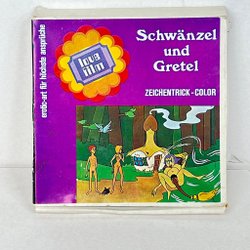 erotic-art für höchste ansprüche
love
film
Schwänzel
und
Gretel
ZEICHENTRICK-COLOR